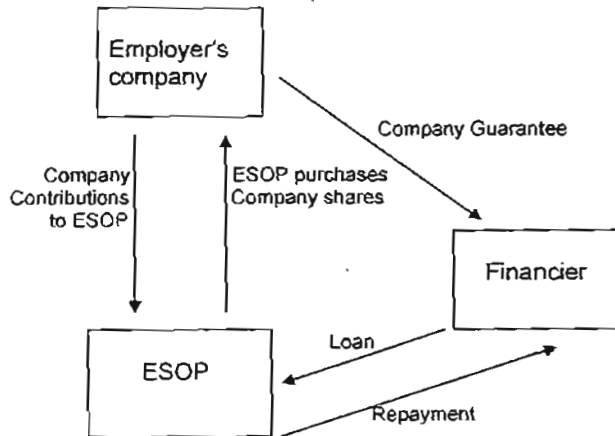 Employer's
company
Company Guarantee
Company
Contributions
to ESOP
ESOP purchases
Company shares
Financier
Loan
ESOP
Repayment